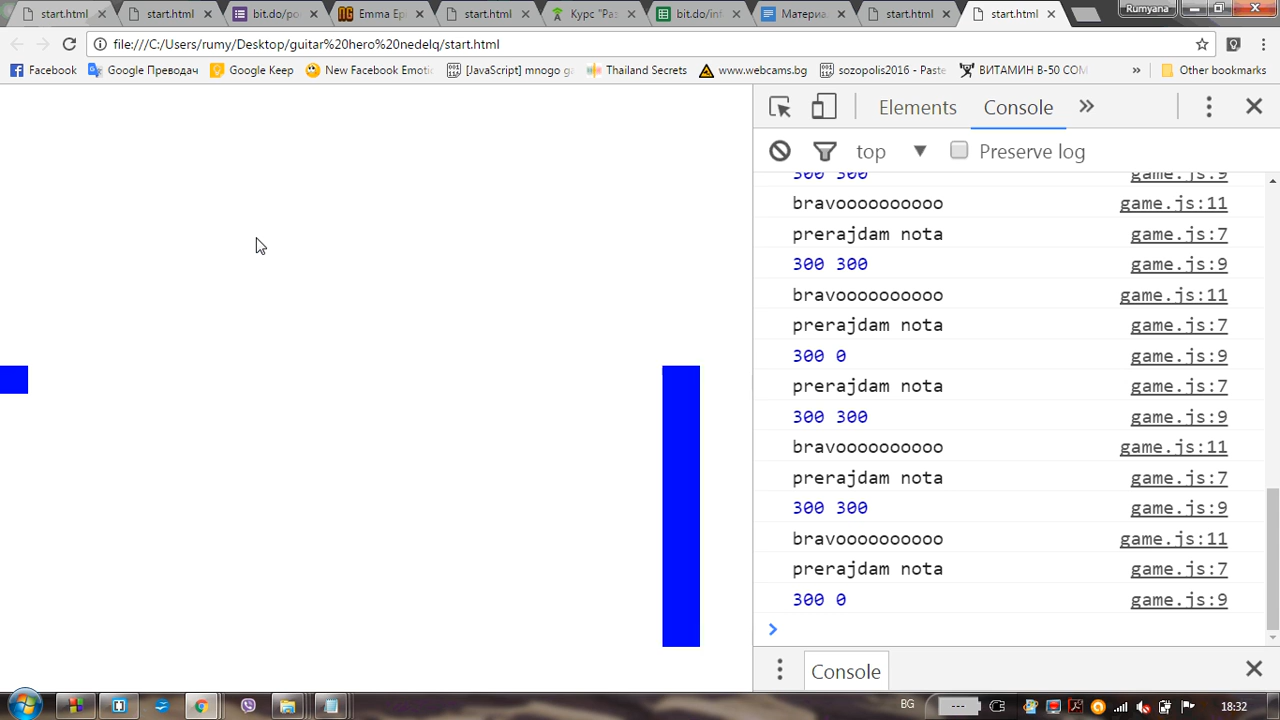 start.html
start.html
bit.do/po
Emma Ep
start.html
Курс "Раз
bit.do/int
Материа
start.html
start.html
Rumyana
file:///C:/Users/rumy/Desktop/guitar%20hero%20nedelq/start.html
Facebook
Google Преводач
Google Keep
New Facebook Emotic
[JavaScript] mnogo ga
Thailand Secrets
www.webcams.bg
sozopolis2016 - Paste
ВИТАМИН B-50 COM
»
Other bookmarks
Elements
Console
»
top
Preserve log
300 300 game.js:9
bravoooooooooo game.js:11
prerajdam nota game.js:7
300 300 game.js:9
bravoooooooooo game.js:11
prerajdam nota game.js:7
300 0 game.js:9
prerajdam nota game.js:7
300 300 game.js:9
bravoooooooooo game.js:11
prerajdam nota game.js:7
300 300 game.js:9
bravoooooooooo game.js:11
prerajdam nota game.js:7
300 0 game.js:9
Console
BG
18:32